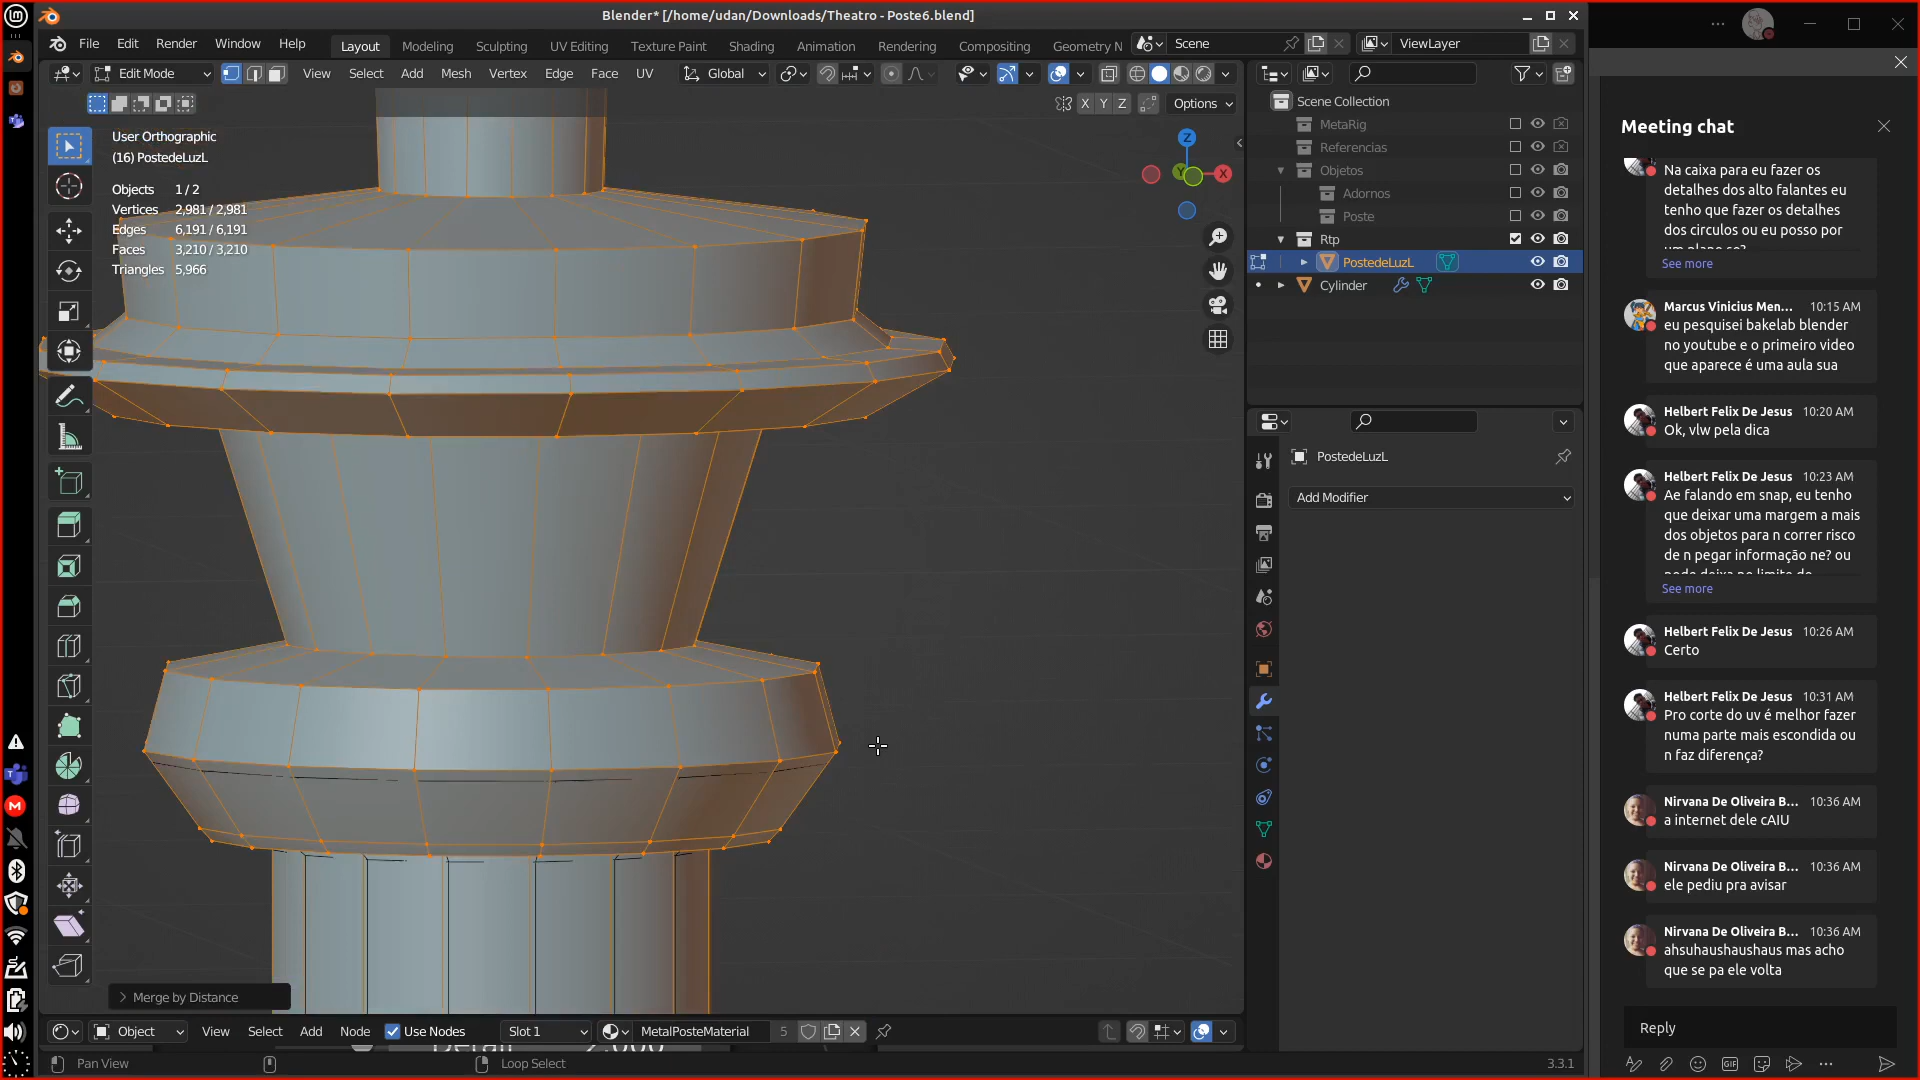 Blender* [/home/udan/Downloads/Theatro - Poste6.blend]
File Edit Render Window Help
Layout Modeling Sculpting UV Editing Texture Paint Shading Animation Rendering Compositing Geometry N
Scene
ViewLayer
Edit Mode View Select Add Mesh Vertex Edge Face UV Global
X Y Z Options
User Orthographic
(16) PostedeLuzL
Objects 1 / 2
Vertices 2,981 / 2,981
Edges 6,191 / 6,191
Faces 3,210 / 3,210
Triangles 5,966
Z
Y
X
Scene Collection
MetaRig
Referencias
Objetos
Adornos
Poste
Rtp
PostedeLuzL
Cylinder
PostedeLuzL
Add Modifier
Merge by Distance
Object View Select Add Node Use Nodes Slot 1 MetalPosteMaterial 5
Pan View
Loop Select
3.3.1
Meeting chat
Na caixa para eu fazer os
detalhes dos alto falantes eu
tenho que fazer os detalhes
dos circulos ou eu posso por
um plano so?
See more
Marcus Vinicius Men... 10:15 AM
eu pesquisei bakelab blender
no youtube e o primeiro video
que aparece é uma aula sua
Helbert Felix De Jesus 10:20 AM
Ok, vlw pela dica
Helbert Felix De Jesus 10:23 AM
Ae falando em snap, eu tenho
que deixar uma margem a mais
dos objetos para n correr risco
de n pegar informação ne? ou
pode deixa no limite do
See more
Helbert Felix De Jesus 10:26 AM
Certo
Helbert Felix De Jesus 10:31 AM
Pro corte do uv é melhor fazer
numa parte mais escondida ou
n faz diferença?
Nirvana De Oliveira B... 10:36 AM
a internet dele cAIU
Nirvana De Oliveira B... 10:36 AM
ele pediu pra avisar
Nirvana De Oliveira B... 10:36 AM
ahsuhaushaushaus mas acho
que se pa ele volta
Reply
GIF